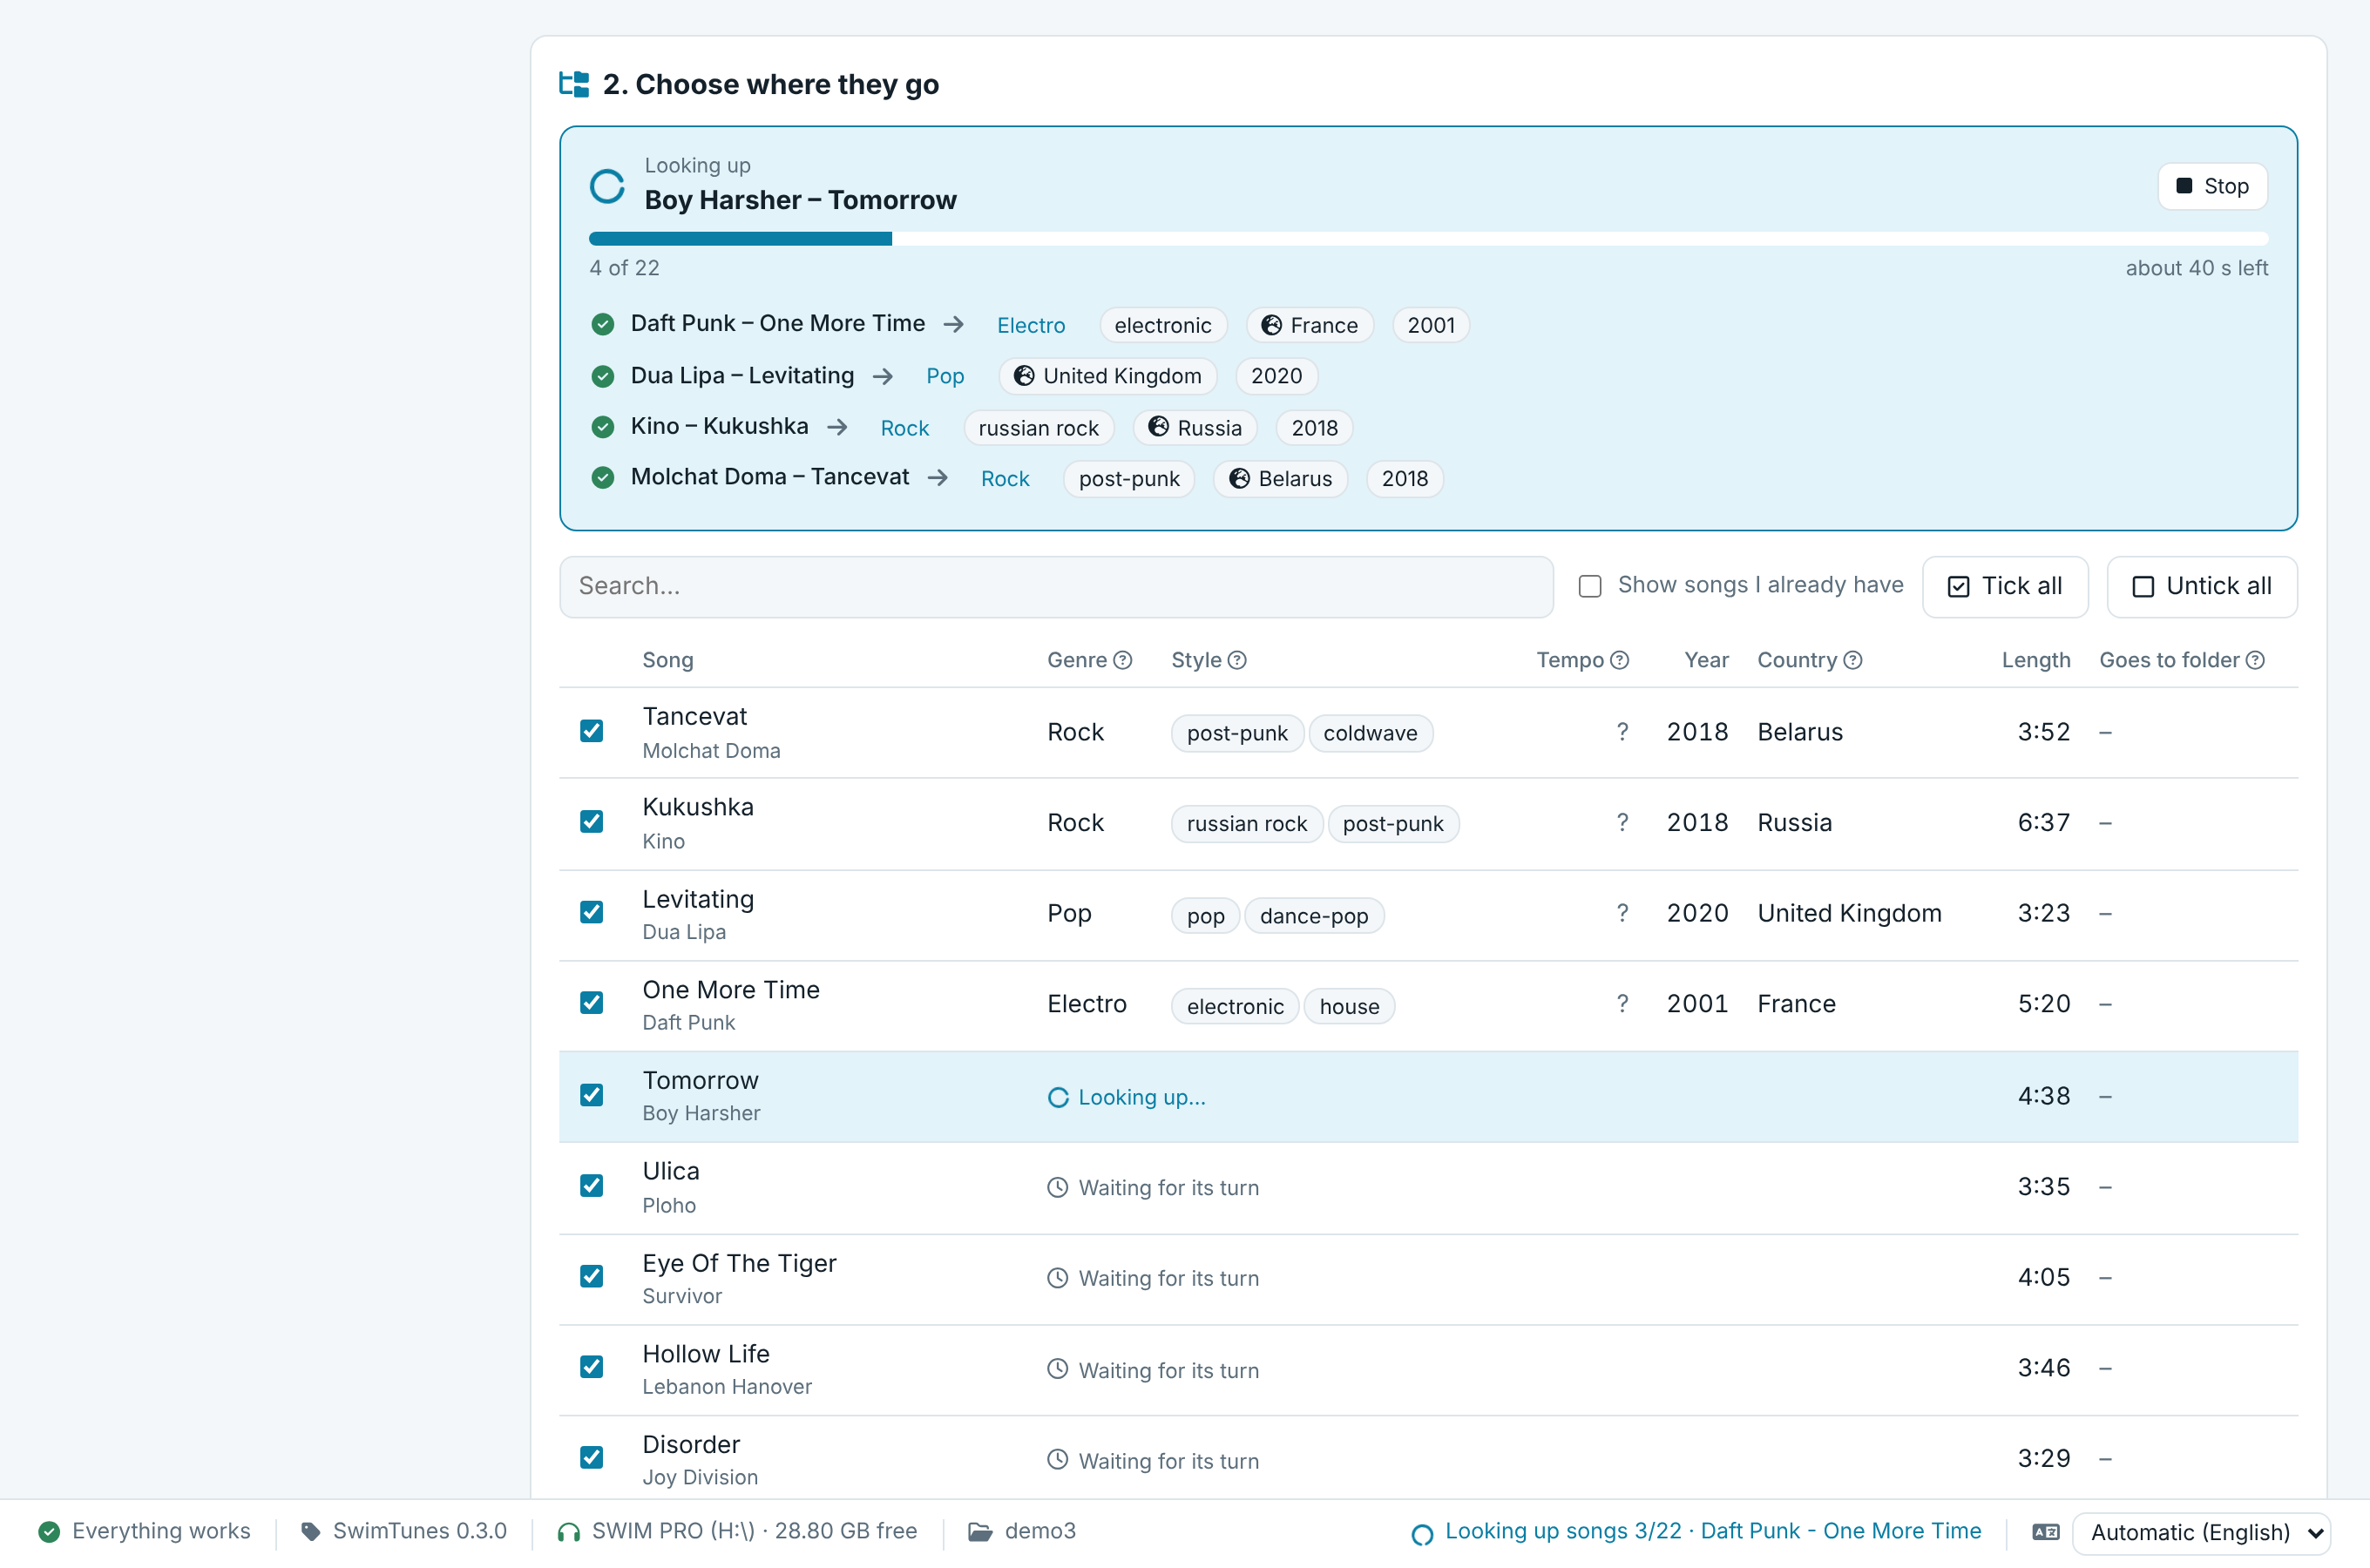 2. Choose where they go
Looking up
Boy Harsher – Tomorrow
Stop
4 of 22
about 40 s left
Daft Punk – One More Time → Electro electronic France 2001
Dua Lipa – Levitating → Pop United Kingdom 2020
Kino – Kukushka → Rock russian rock Russia 2018
Molchat Doma – Tancevat → Rock post-punk Belarus 2018
Search... Show songs I already have Tick all Untick all
Song Genre ? Style ? Tempo ? Year Country ? Length Goes to folder ?
Tancevat
Molchat Doma
Rock post-punk coldwave ? 2018 Belarus 3:52 –
Kukushka
Kino
Rock russian rock post-punk ? 2018 Russia 6:37 –
Levitating
Dua Lipa
Pop pop dance-pop ? 2020 United Kingdom 3:23 –
One More Time
Daft Punk
Electro electronic house ? 2001 France 5:20 –
Tomorrow
Boy Harsher
Looking up... 4:38 –
Ulica
Ploho
Waiting for its turn 3:35 –
Eye Of The Tiger
Survivor
Waiting for its turn 4:05 –
Hollow Life
Lebanon Hanover
Waiting for its turn 3:46 –
Disorder
Joy Division
Waiting for its turn 3:29 –
Everything works SwimTunes 0.3.0 SWIM PRO (H:\) · 28.80 GB free demo3 Looking up songs 3/22 · Daft Punk - One More Time Automatic (English)